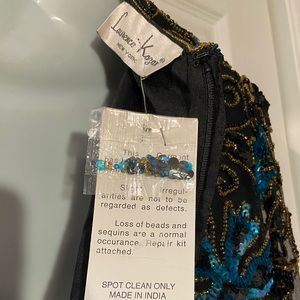 Laurence Kazar®
NEW YORK
This
irregul-
arities are not to
be regarded as defects.
Loss of beads and
sequins are a normal
occurance. Repair kit
attached.
SPOT CLEAN ONLY
MADE IN INDIA